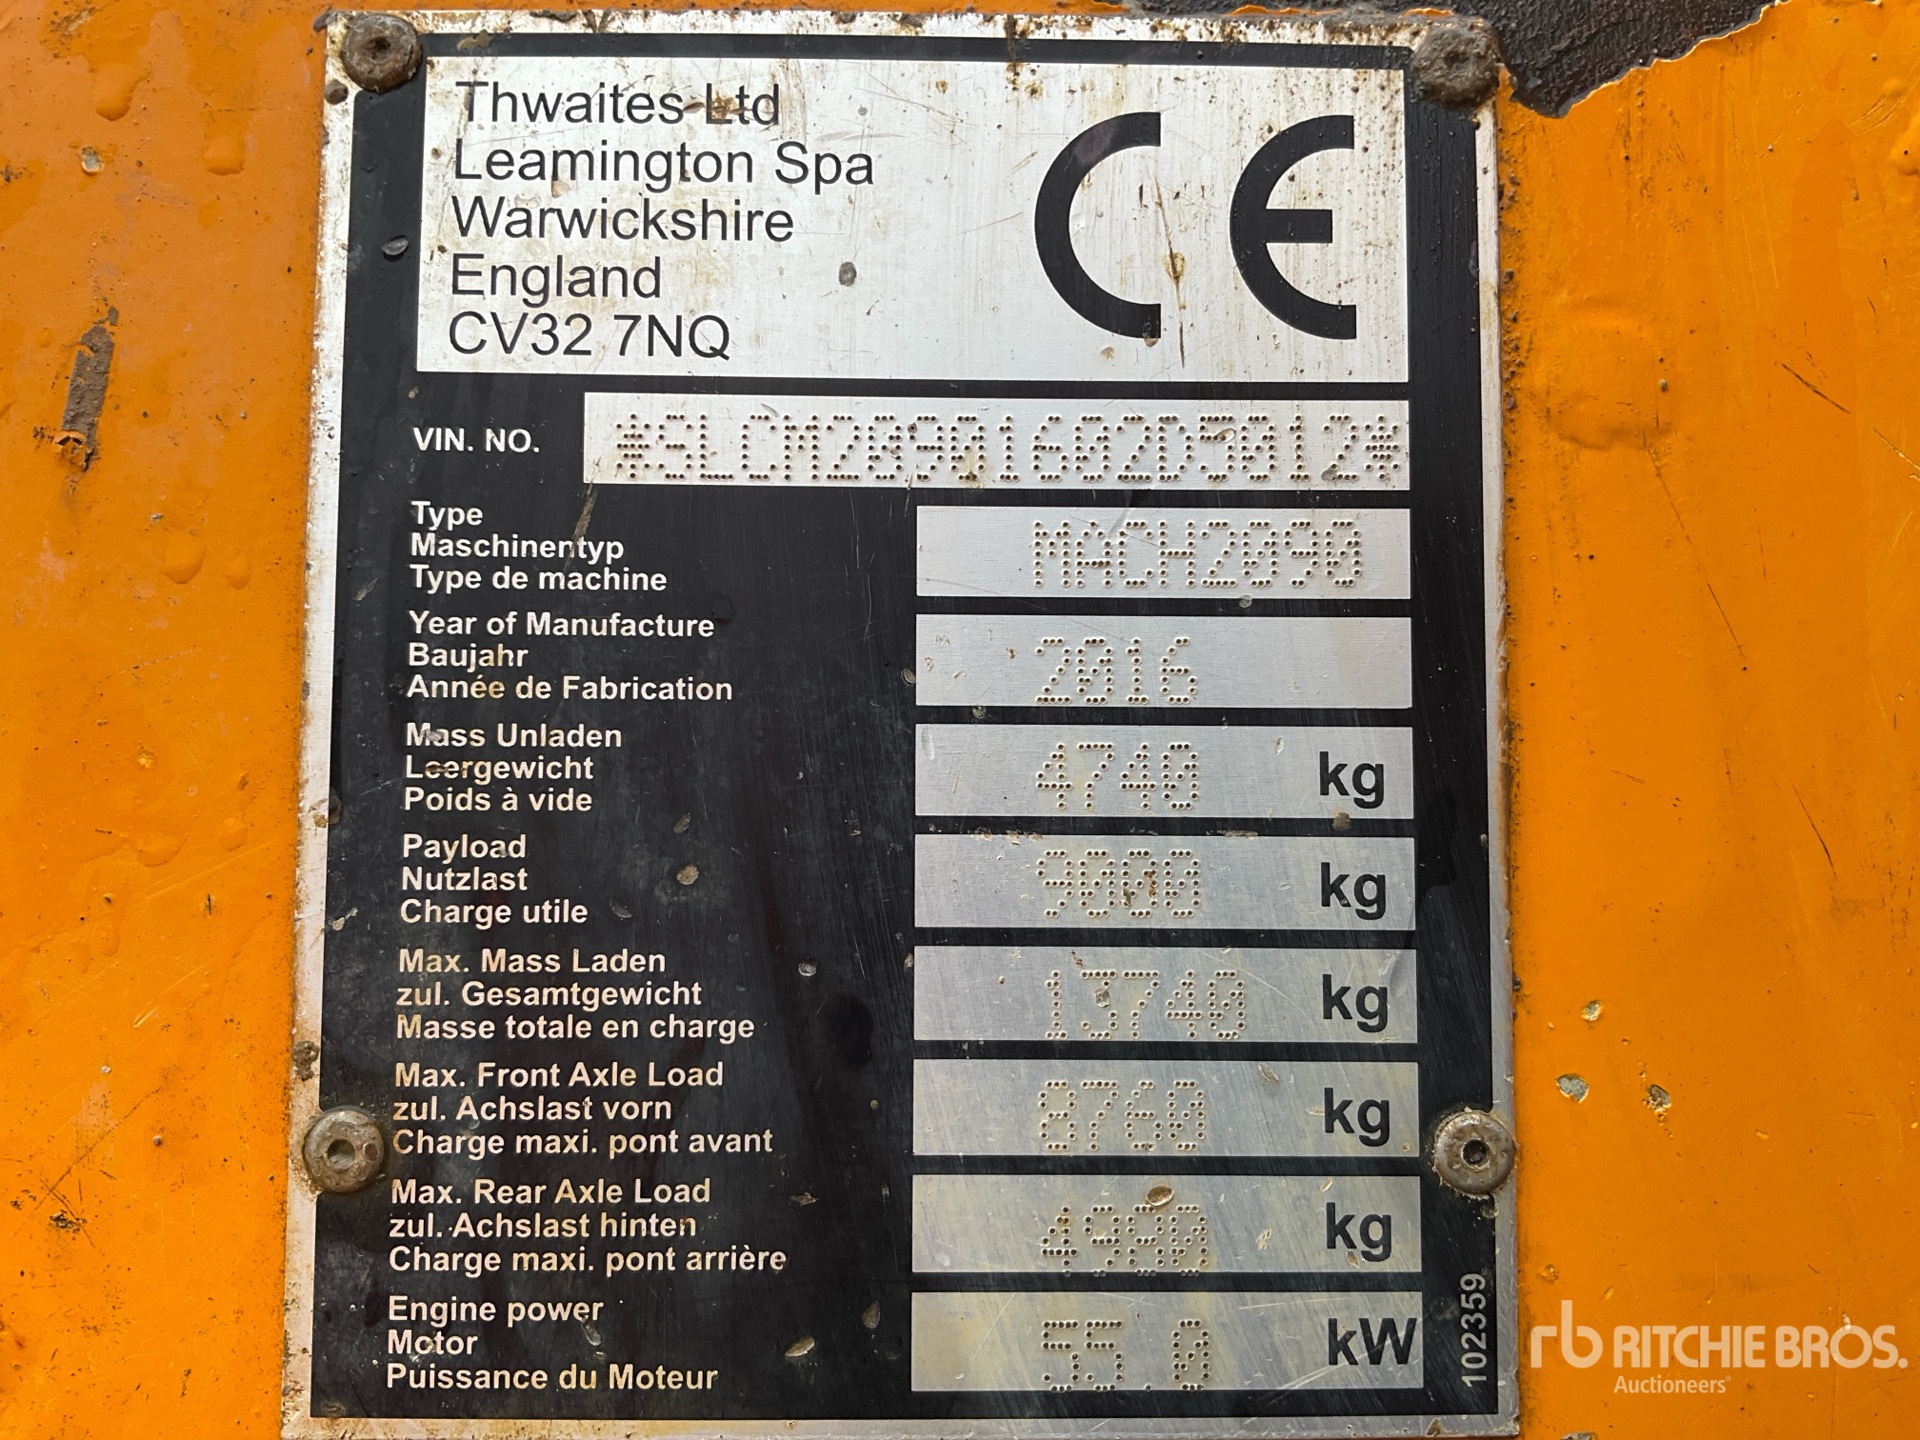 Thwaites Ltd
Leamington Spa
Warwickshire
England
CV32 7NQ
CE
VIN. NO. *SLCM28901602D5012*
Type
Maschinentyp
Type de machine
MACH2090
Year of Manufacture
Baujahr
Année de Fabrication
2016
Mass Unladen
Leergewicht
Poids à vide
4740 kg
Payload
Nutzlast
Charge utile
9000 kg
Max. Mass Laden
zul. Gesamtgewicht
Masse totale en charge
13740 kg
Max. Front Axle Load
zul. Achslast vorn
Charge maxi. pont avant
8760 kg
Max. Rear Axle Load
zul. Achslast hinten
Charge maxi. pont arrière
4980 kg
Engine power
Motor
Puissance du Moteur
55.0 kW
102359
rb RITCHIE BROS.
Auctioneers